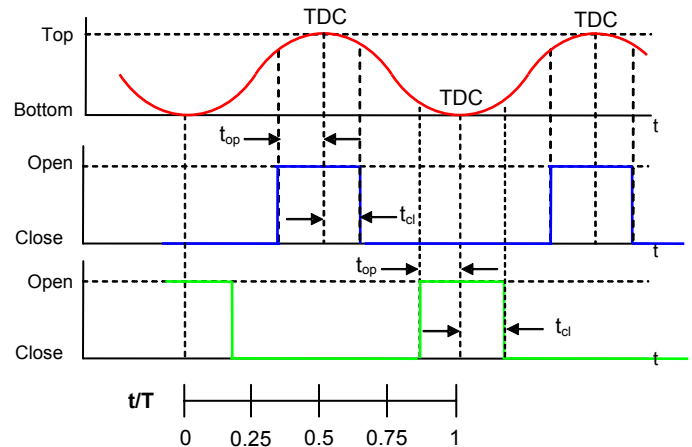 TDC
TDC
Top
TDC
Bottom
t
t_op
Open
t_cl
Close
t
t_op
Open
t_cl
Close
t
t/T
0 0.25 0.5 0.75 1